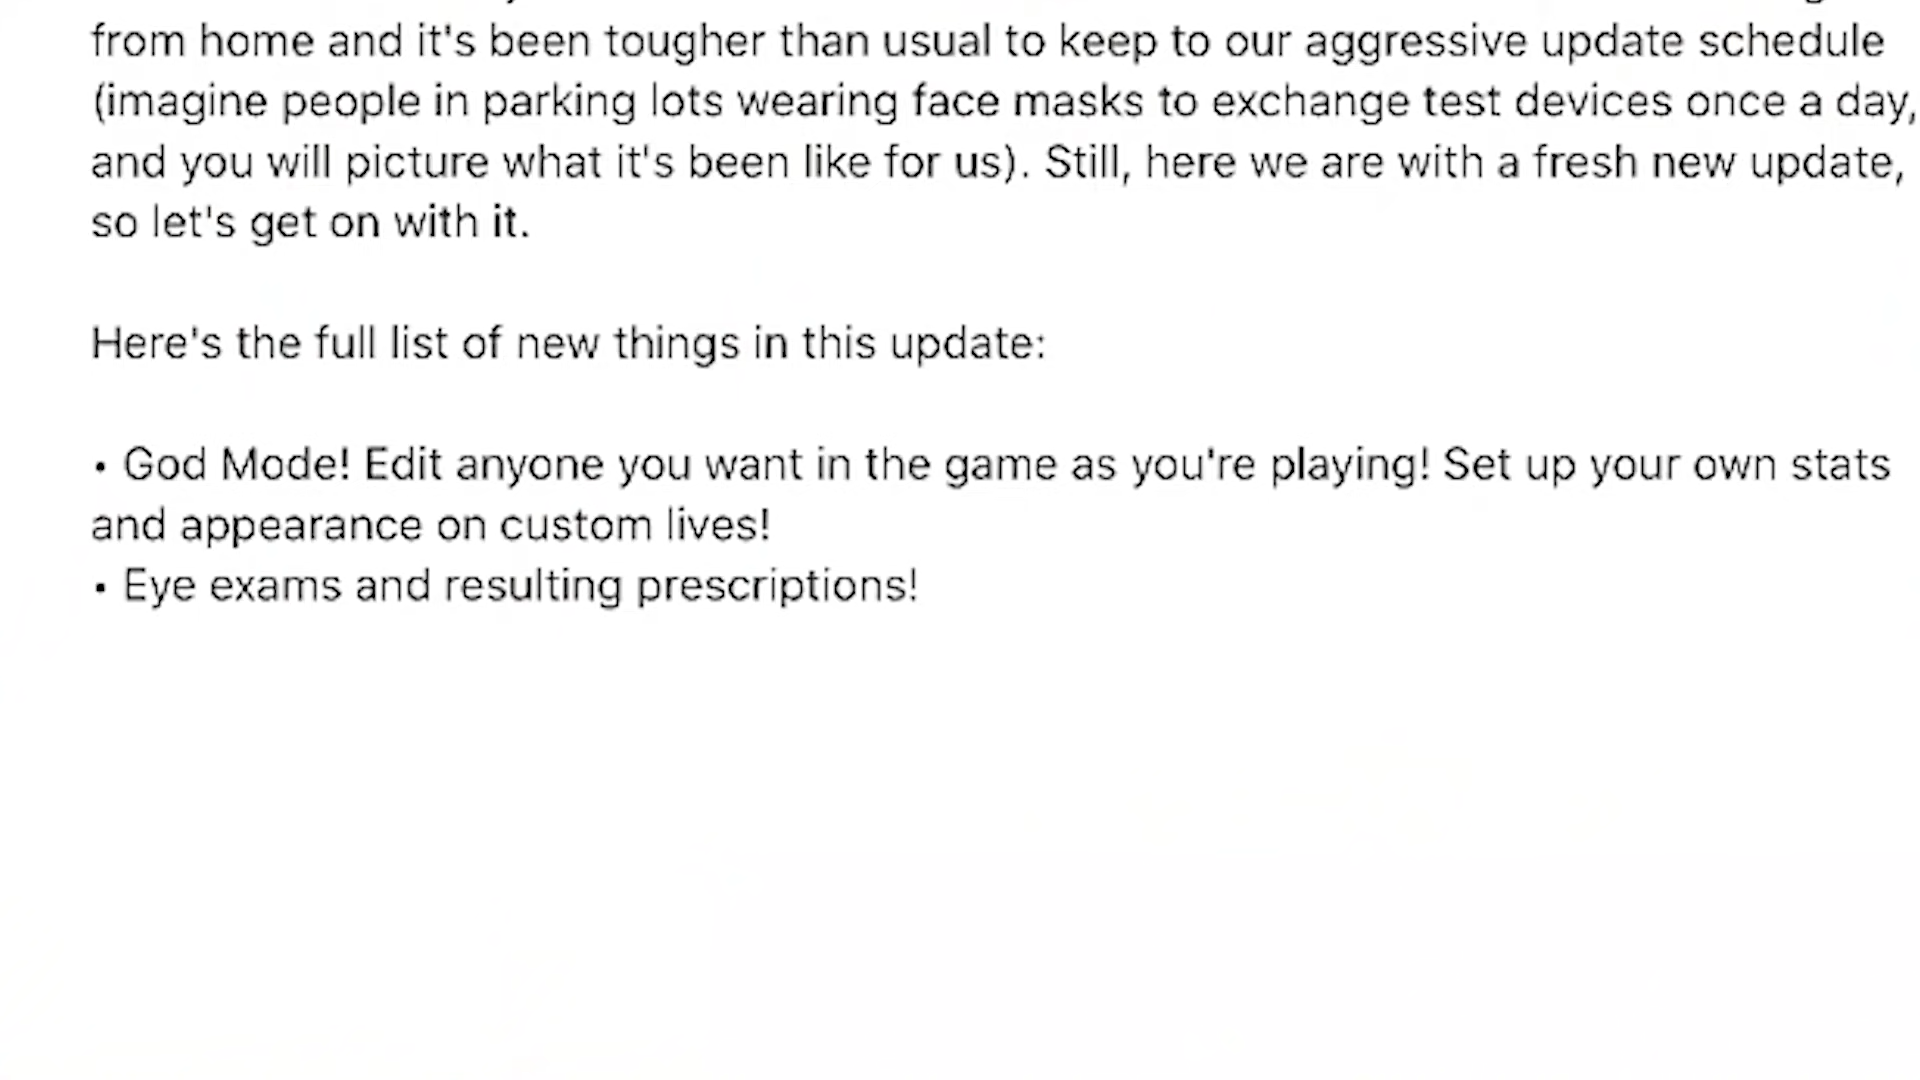 from home and it's been tougher than usual to keep to our aggressive update schedule
(imagine people in parking lots wearing face masks to exchange test devices once a day,
and you will picture what it's been like for us). Still, here we are with a fresh new update,
so let's get on with it.
Here's the full list of new things in this update:
• God Mode! Edit anyone you want in the game as you're playing! Set up your own stats
and appearance on custom lives!
• Eye exams and resulting prescriptions!